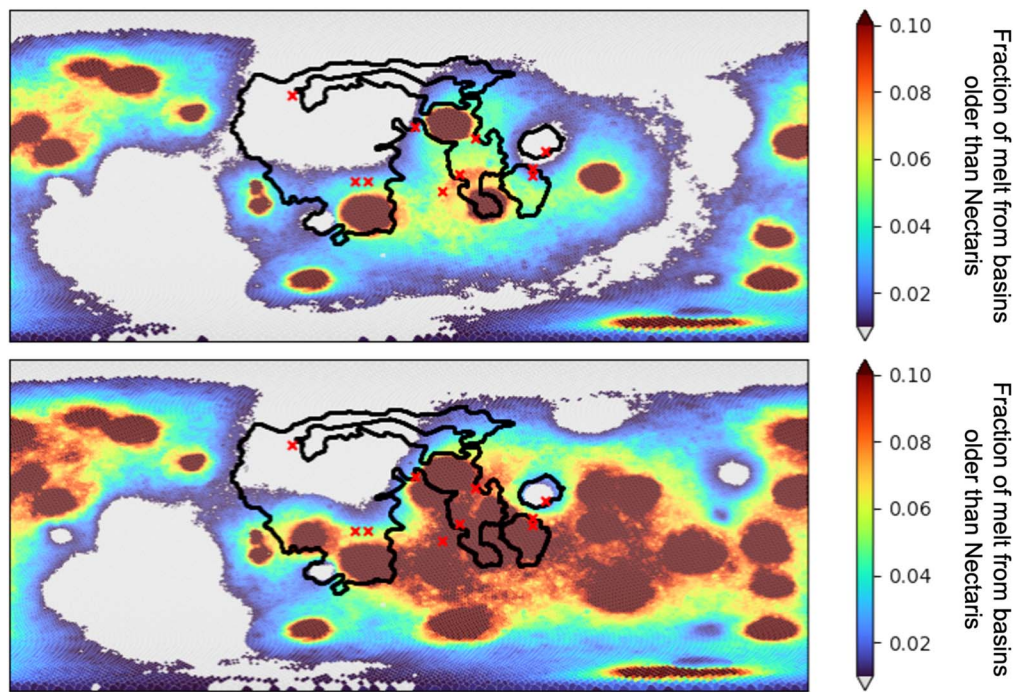 0.10
0.08
0.06
0.04
0.02
Fraction of melt from basins
older than Nectaris
0.10
0.08
0.06
0.04
0.02
Fraction of melt from basins
older than Nectaris